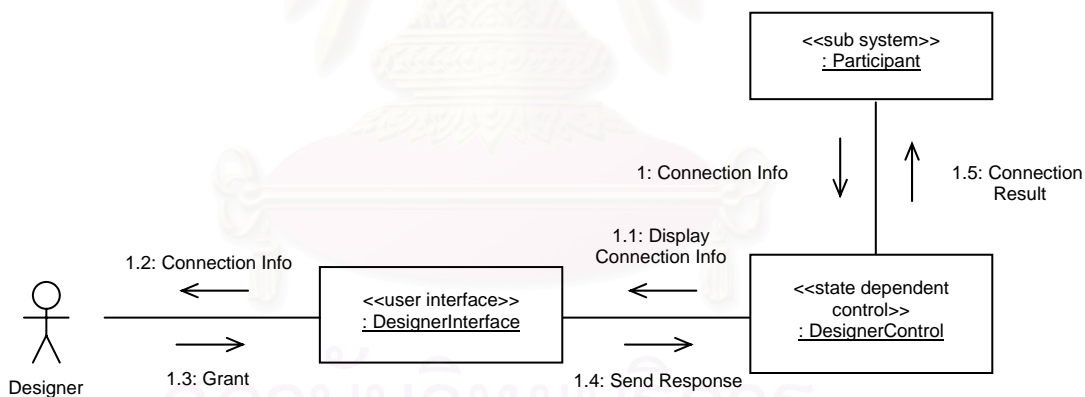 <<sub system>>
: Participant
1: Connection Info
1.5: Connection
Result
1.1: Display
Connection Info
1.2: Connection Info
<<user interface>>
: DesignerInterface
<<state dependent
control>>
: DesignerControl
1.3: Grant
1.4: Send Response
Designer